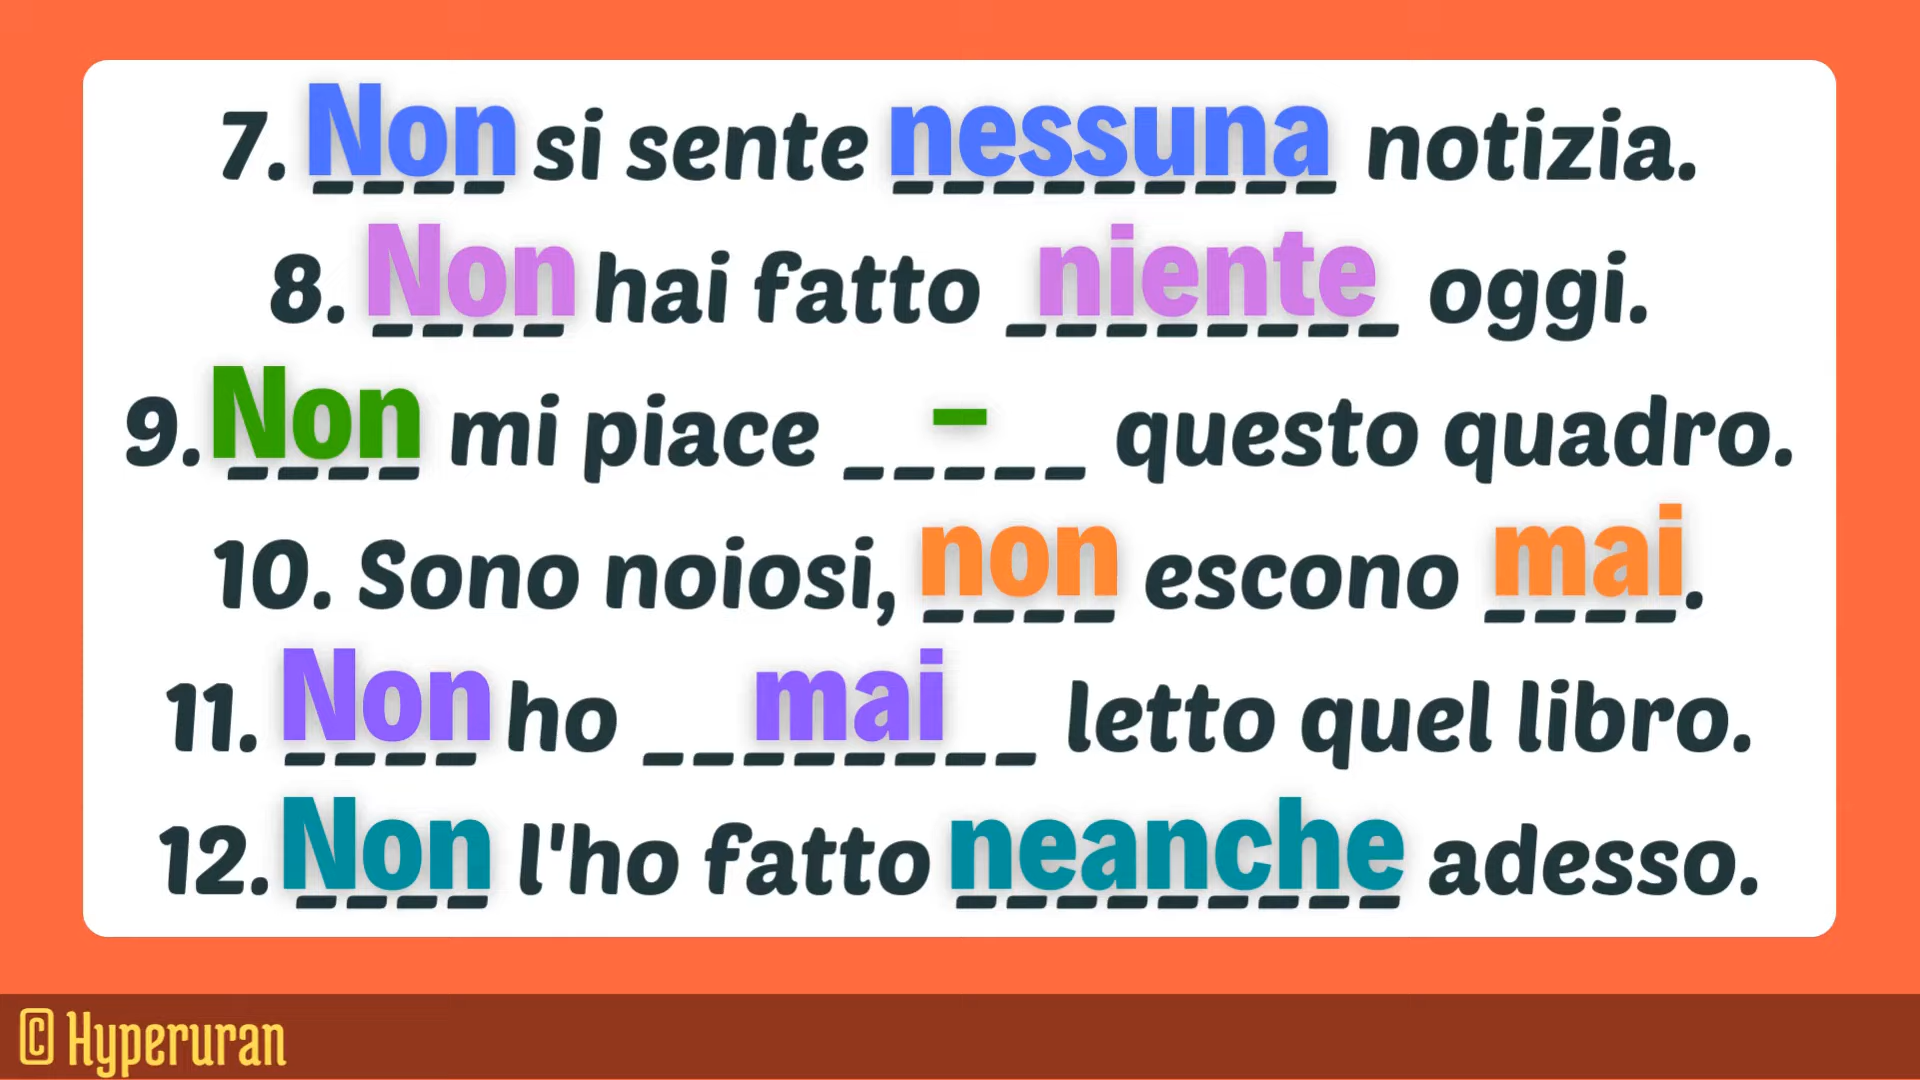 7. Non si sente nessuna notizia.
8. Non hai fatto niente oggi.
9. Non mi piace - questo quadro.
10. Sono noiosi, non escono mai.
11. Non ho mai letto quel libro.
12. Non l'ho fatto neanche adesso.
© Hyperuran